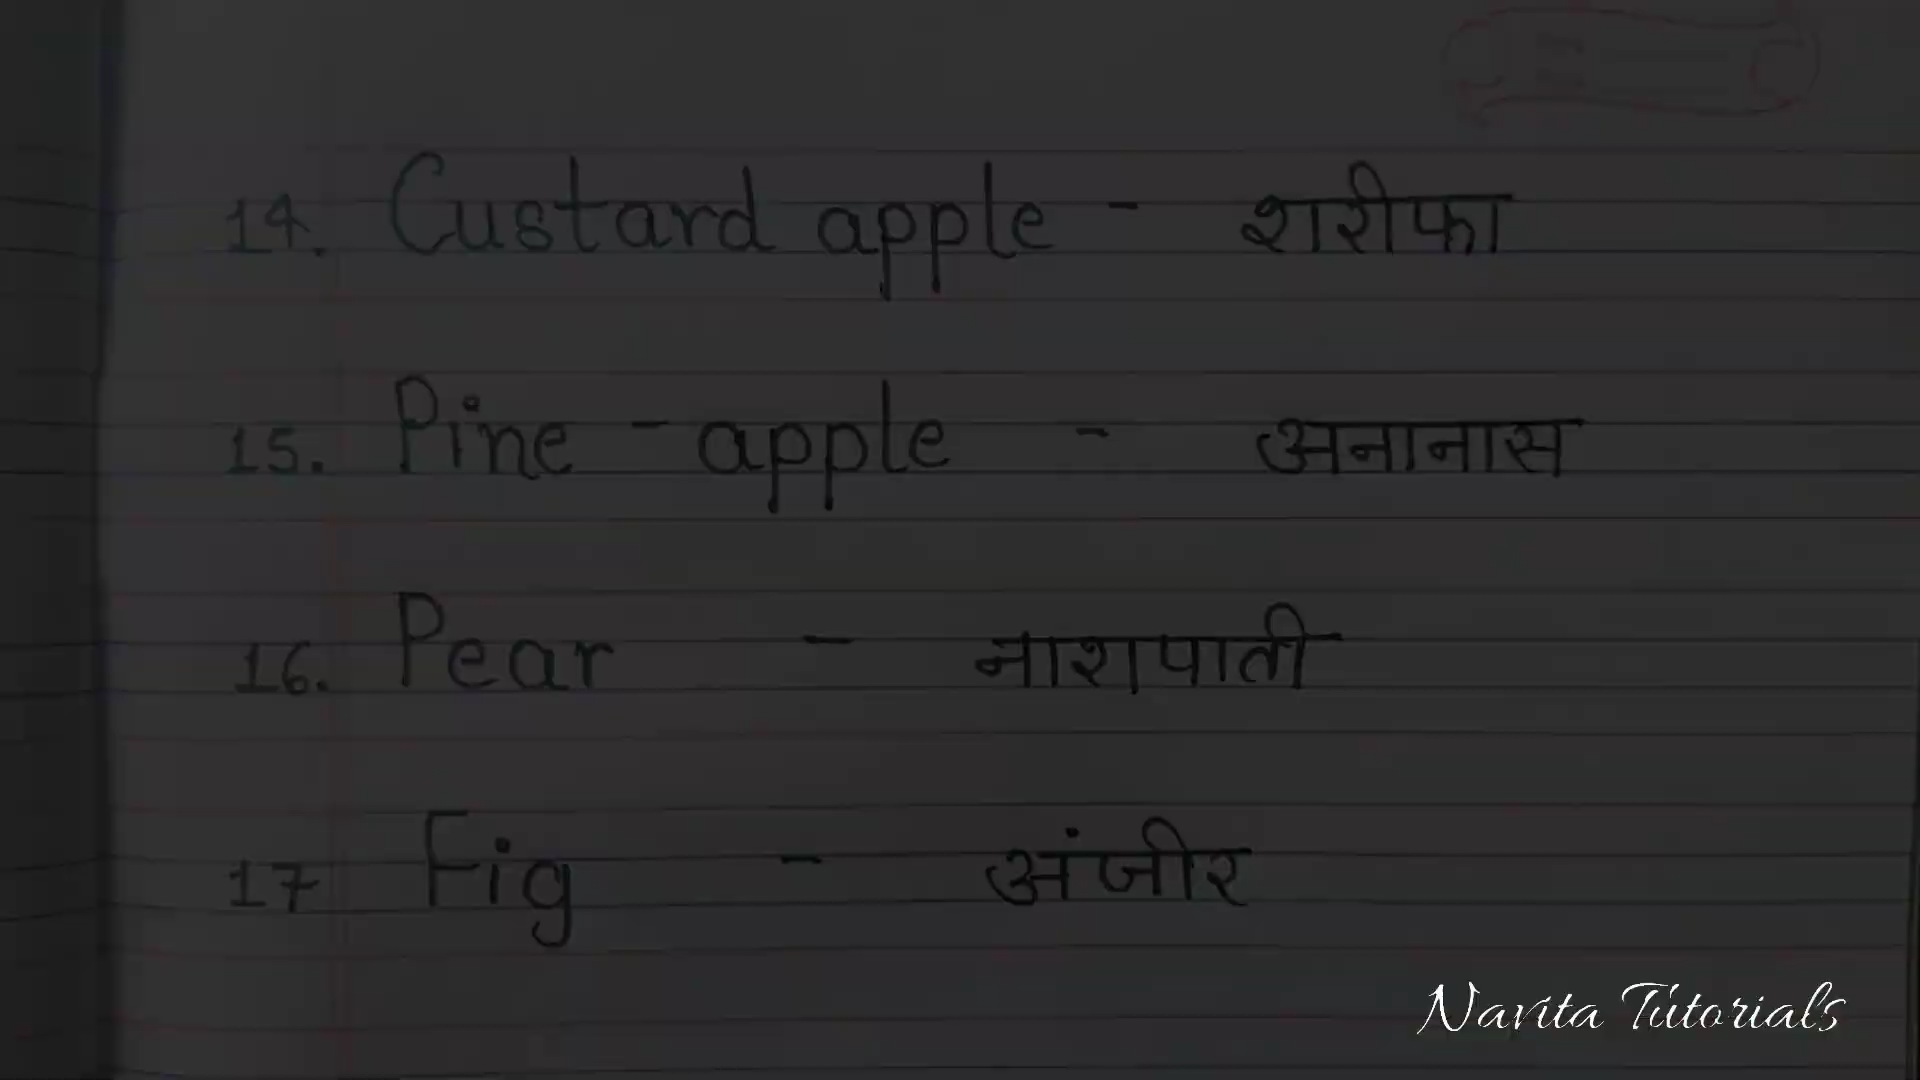 14. Custard apple - शरीफा
15. Pine - apple - अनानास
16. Pear - नाशपाती
17 Fig - अंजीर
Navita Tutorials